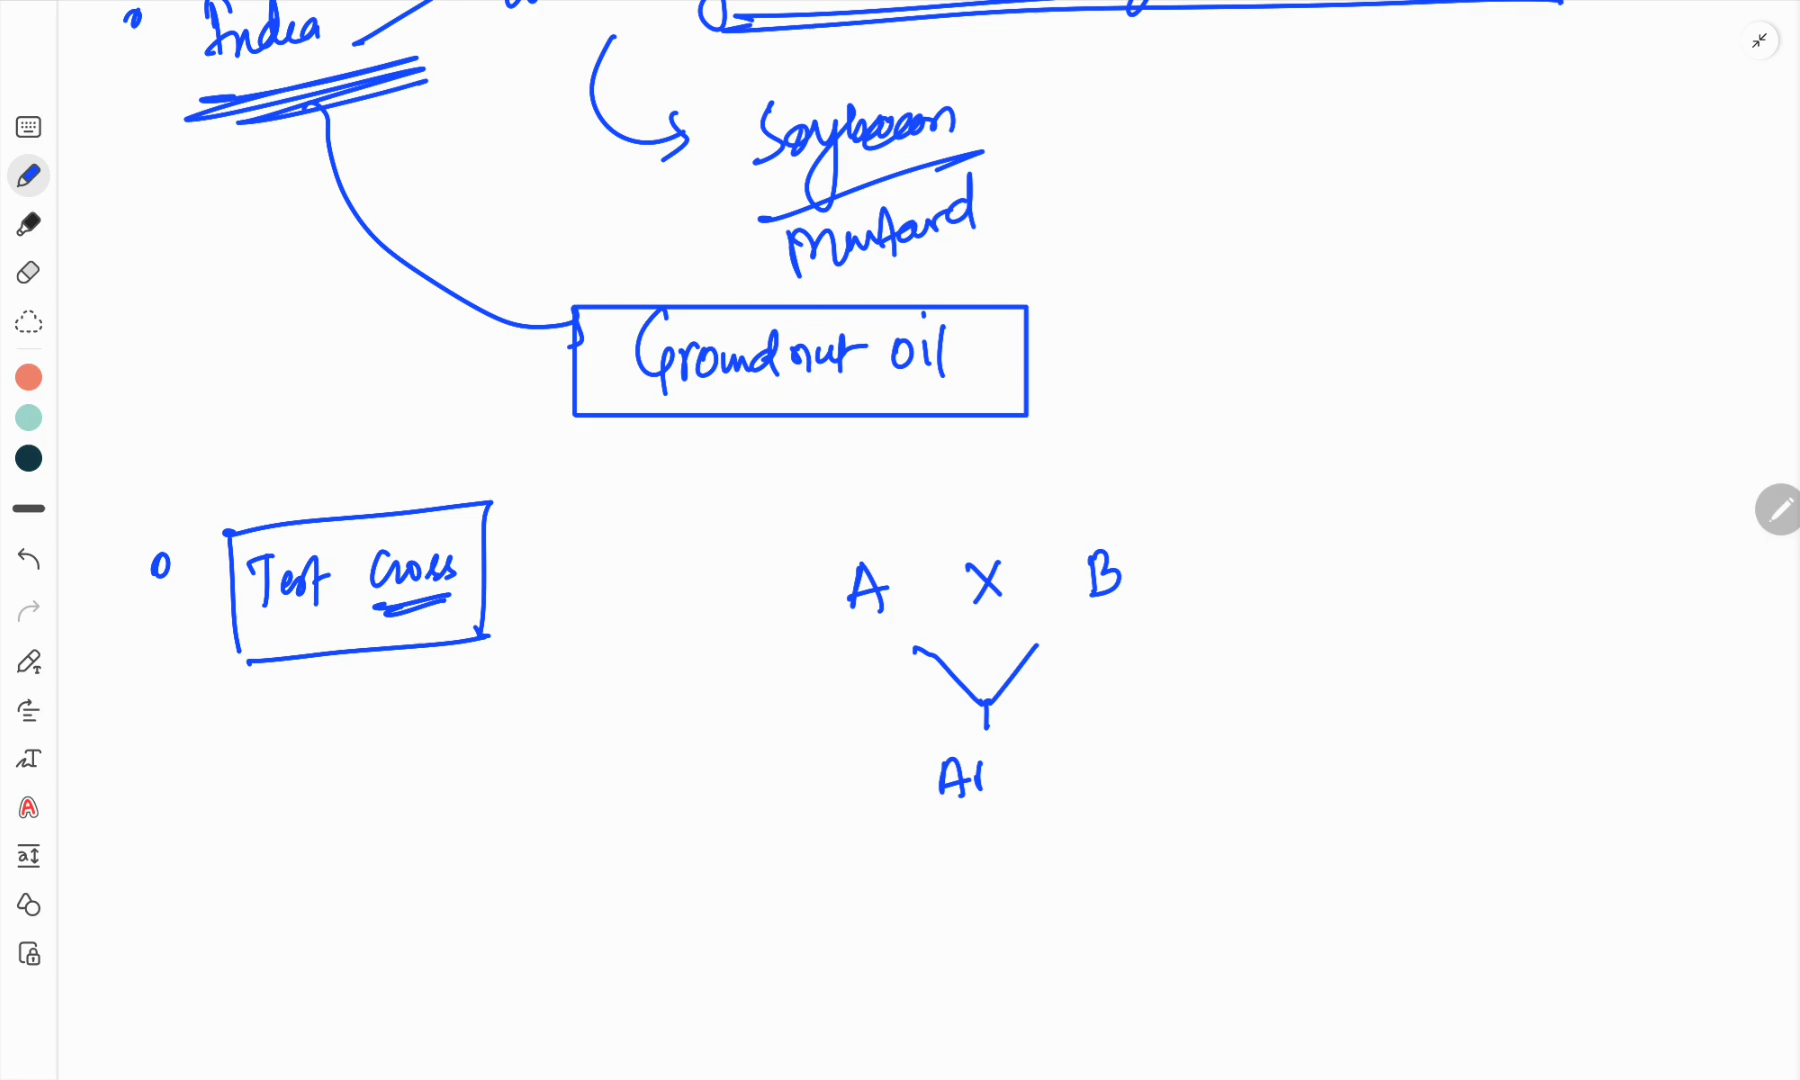 India
Soybean
Mustard
Groundnut oil
Test Cross
A X B
A1